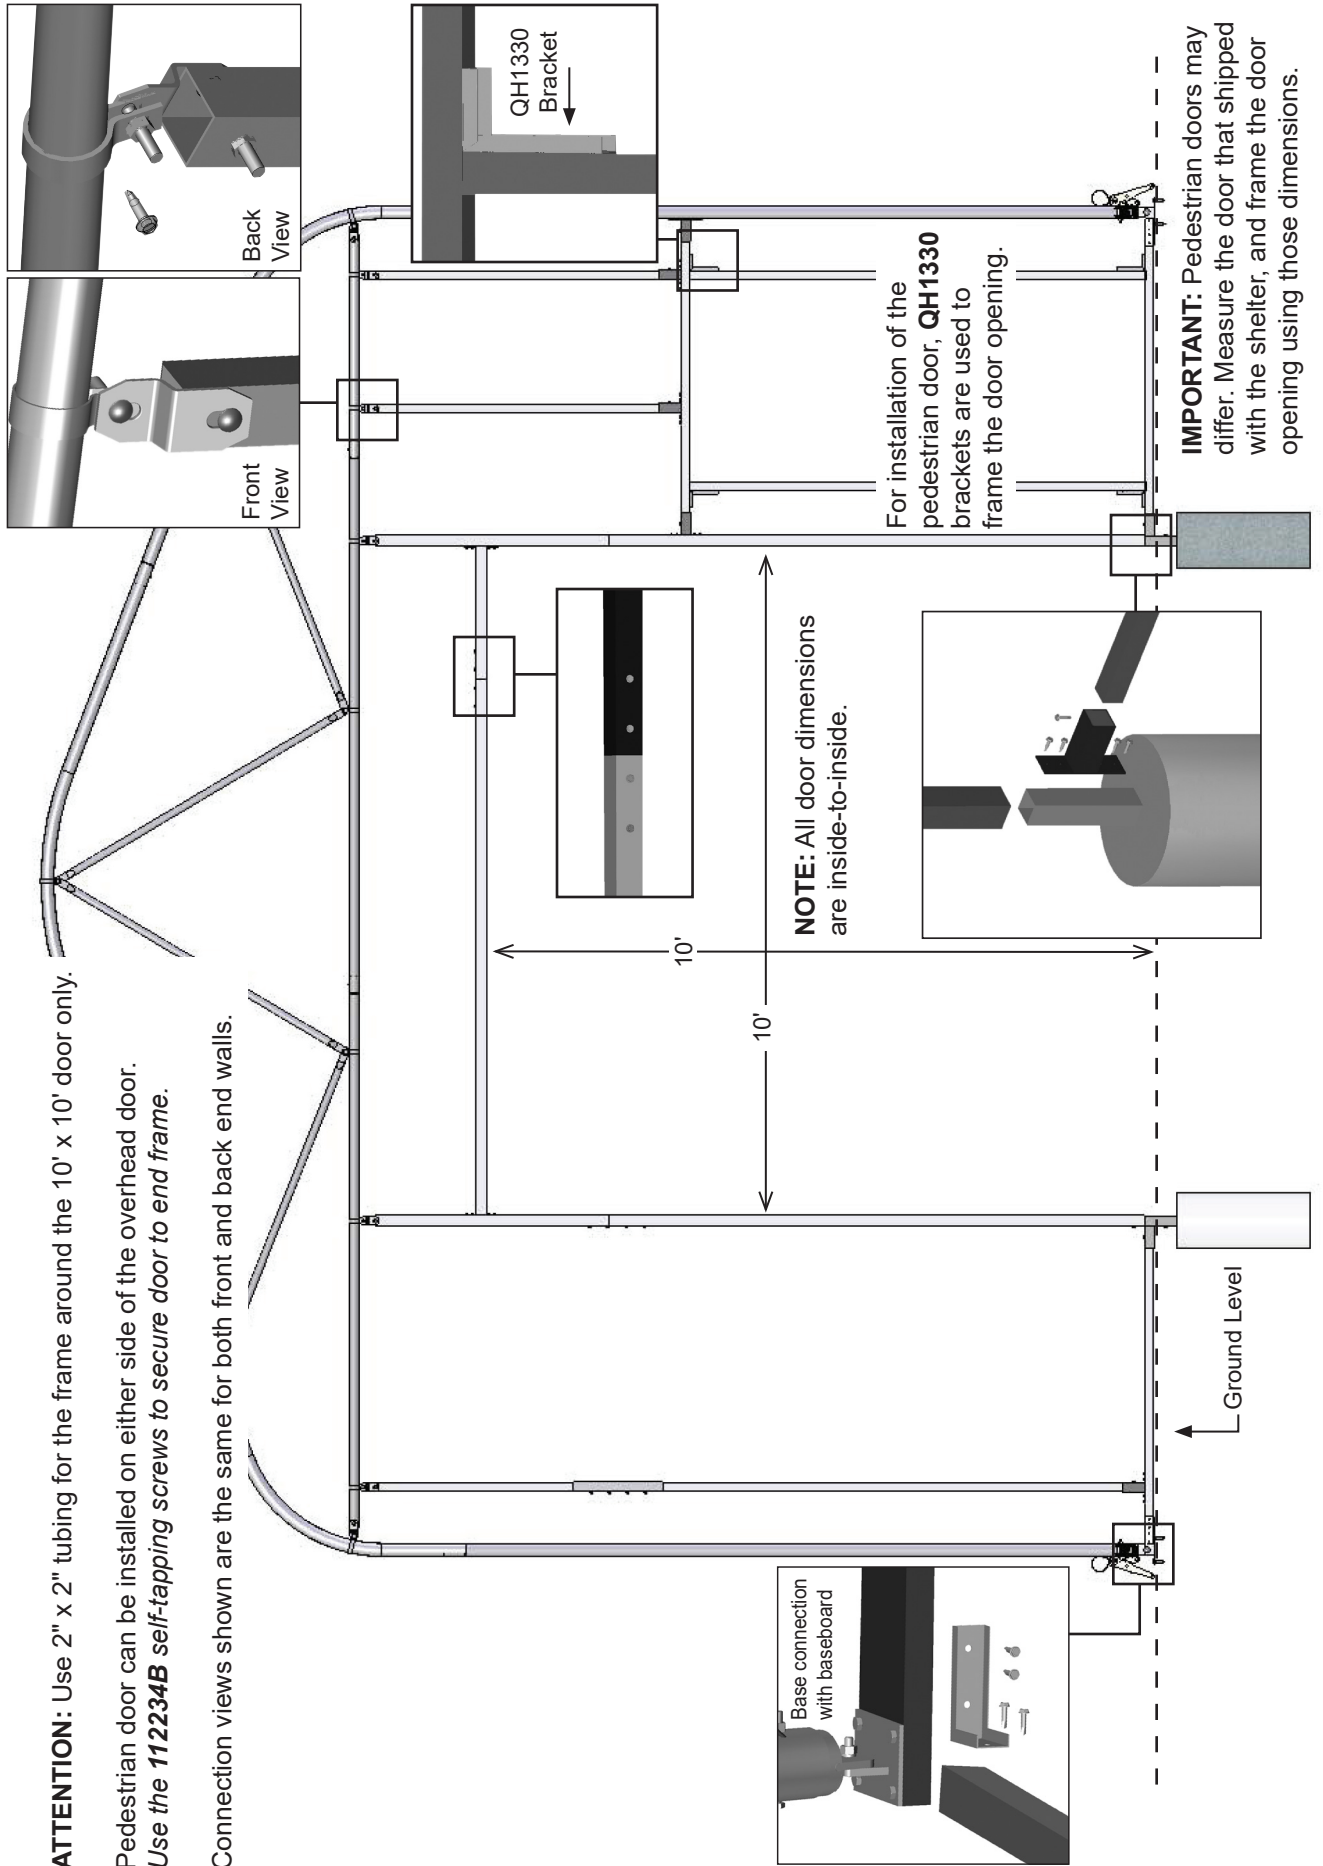 ATTENTION: Use 2" x 2" tubing for the frame around the 10' x 10' door only.
Pedestrian door can be installed on either side of the overhead door.
Use the 112234B self-tapping screws to secure door to end frame.
Connection views shown are the same for both front and back end walls.
Front
View
Back
View
QH1330
Bracket
For installation of the
pedestrian door, QH1330
brackets are used to
frame the door opening.
10'
10'
NOTE: All door dimensions
are inside-to-inside.
Base connection
with baseboard
Ground Level
IMPORTANT: Pedestrian doors may
differ. Measure the door that shipped
with the shelter, and frame the door
opening using those dimensions.